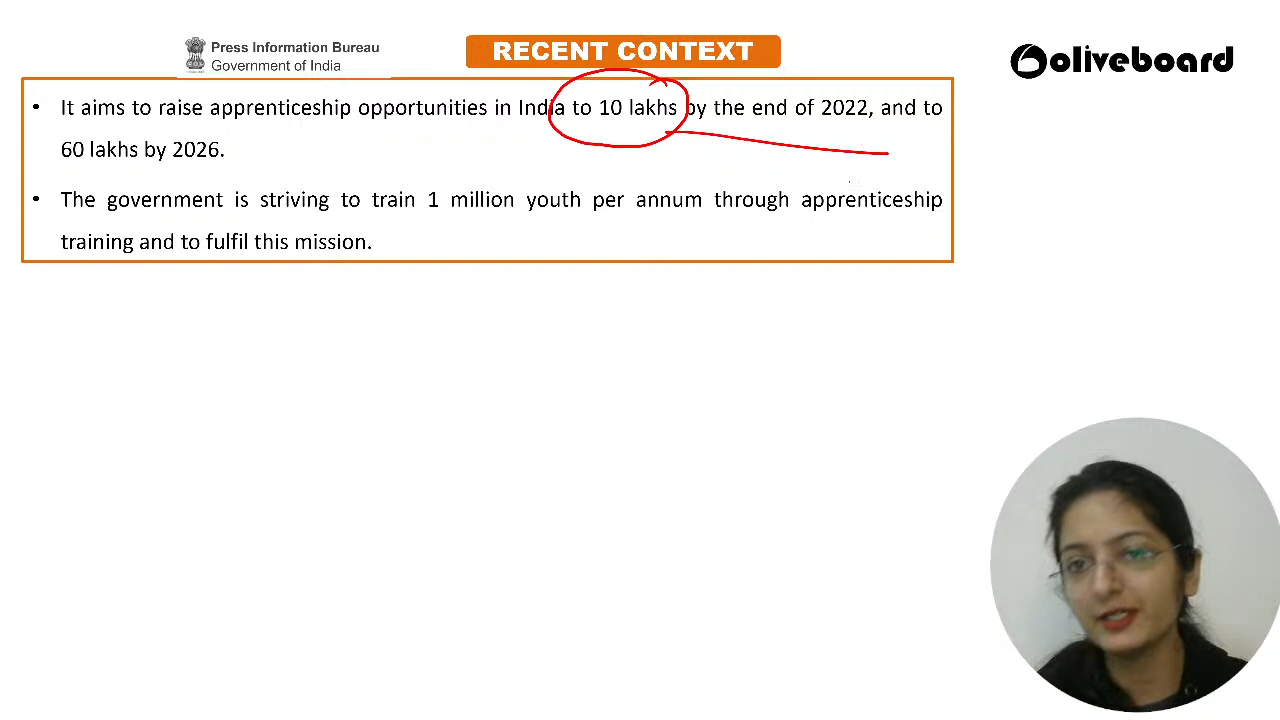 Press Information Bureau
Government of India
RECENT CONTEXT
oliveboard
• It aims to raise apprenticeship opportunities in India to 10 lakhs by the end of 2022, and to
60 lakhs by 2026.
• The government is striving to train 1 million youth per annum through apprenticeship
training and to fulfil this mission.